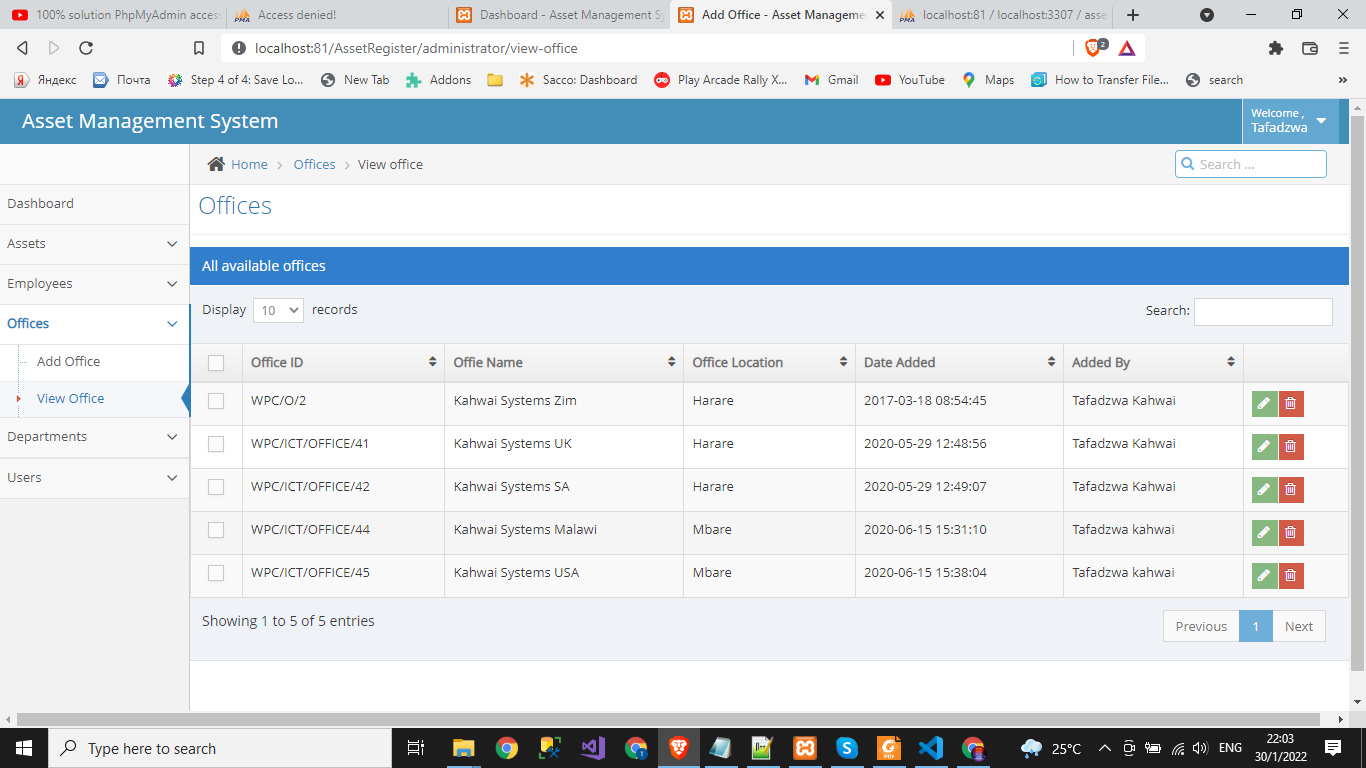 100% solution PhpMyAdmin acces
Access denied!
Dashboard - Asset Management Sy
Add Office - Asset Manageme
localhost:81 / localhost:3307 / asse
localhost:81/AssetRegister/administrator/view-office
2
Яндекс
Почта
Step 4 of 4: Save Lo...
New Tab
Addons
Sacco: Dashboard
Play Arcade Rally X...
Gmail
YouTube
Maps
How to Transfer File...
search
Asset Management System
Welcome ,
Tafadzwa
Home
Offices
View office
Search ...
Dashboard
Assets
Employees
Offices
Add Office
View Office
Departments
Users
Offices
All available offices
Display 10 records
Search:
Office ID Offie Name Office Location Date Added Added By
WPC/O/2 Kahwai Systems Zim Harare 2017-03-18 08:54:45 Tafadzwa Kahwai
WPC/ICT/OFFICE/41 Kahwai Systems UK Harare 2020-05-29 12:48:56 Tafadzwa Kahwai
WPC/ICT/OFFICE/42 Kahwai Systems SA Harare 2020-05-29 12:49:07 Tafadzwa Kahwai
WPC/ICT/OFFICE/44 Kahwai Systems Malawi Mbare 2020-06-15 15:31:10 Tafadzwa kahwai
WPC/ICT/OFFICE/45 Kahwai Systems USA Mbare 2020-06-15 15:38:04 Tafadzwa kahwai
Showing 1 to 5 of 5 entries
Previous 1 Next
Type here to search
25°C
ENG
22:03
30/1/2022